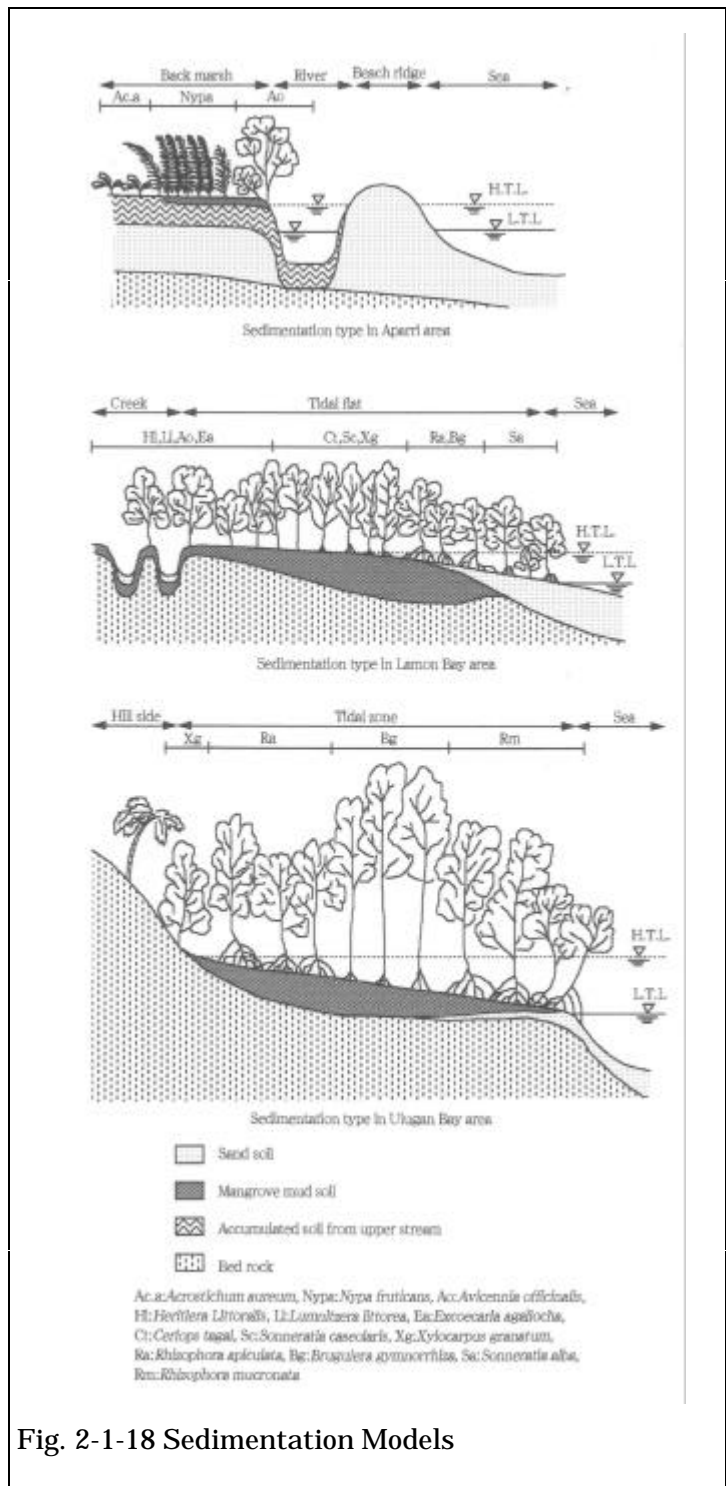 Back marsh River Beach ridge Sea
Ac.a Nypa Ao
H.T.L
L.T.L
Sedimentation type in Aparri area
Creek Tidal flat Sea
Hl,Ll,Ao,Ea Ct,Sc,Xg Ra,Bg Sa
H.T.L.
L.T.L
Sedimentation type in Lamon Bay area
Hill side Tidal zone Sea
Xg Ra Bg Rm
H.T.L.
L.T.L
Sedimentation type in Ulugan Bay area
Sand soil
Mangrove mud soil
Accumulated soil from upper stream
Bed rock
Ac.a:Acrostichum aureum, Nypa:Nypa fruticans, Ao:Avicennia officinalis,
Hl:Heritiera Littoralis, Ll:Lumnitzera littorea, Ea:Excoecaria agallocha,
Ct:Ceriops tagal, Sc:Sonneratia caseolaris, Xg:Xylocarpus granatum,
Ra:Rhizophora apiculata, Bg:Bruguiera gymnorrhiza, Sa:Sonneratia alba,
Rm:Rhizophora mucronata
Fig. 2-1-18 Sedimentation Models